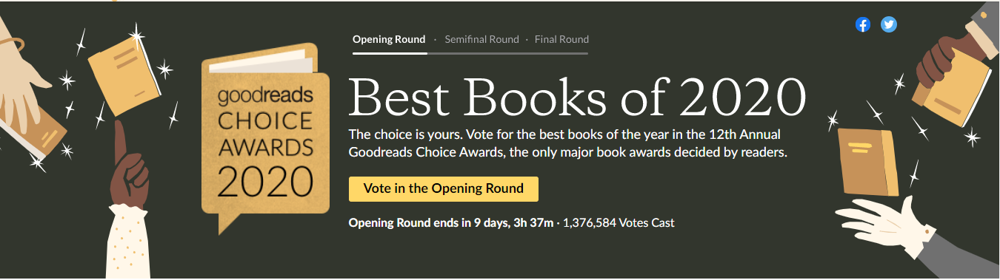 Opening Round · Semifinal Round · Final Round
goodreads
CHOICE
AWARDS
2020
Best Books of 2020
The choice is yours. Vote for the best books of the year in the 12th Annual
Goodreads Choice Awards, the only major book awards decided by readers.
Vote in the Opening Round
Opening Round ends in 9 days, 3h 37m · 1,376,584 Votes Cast